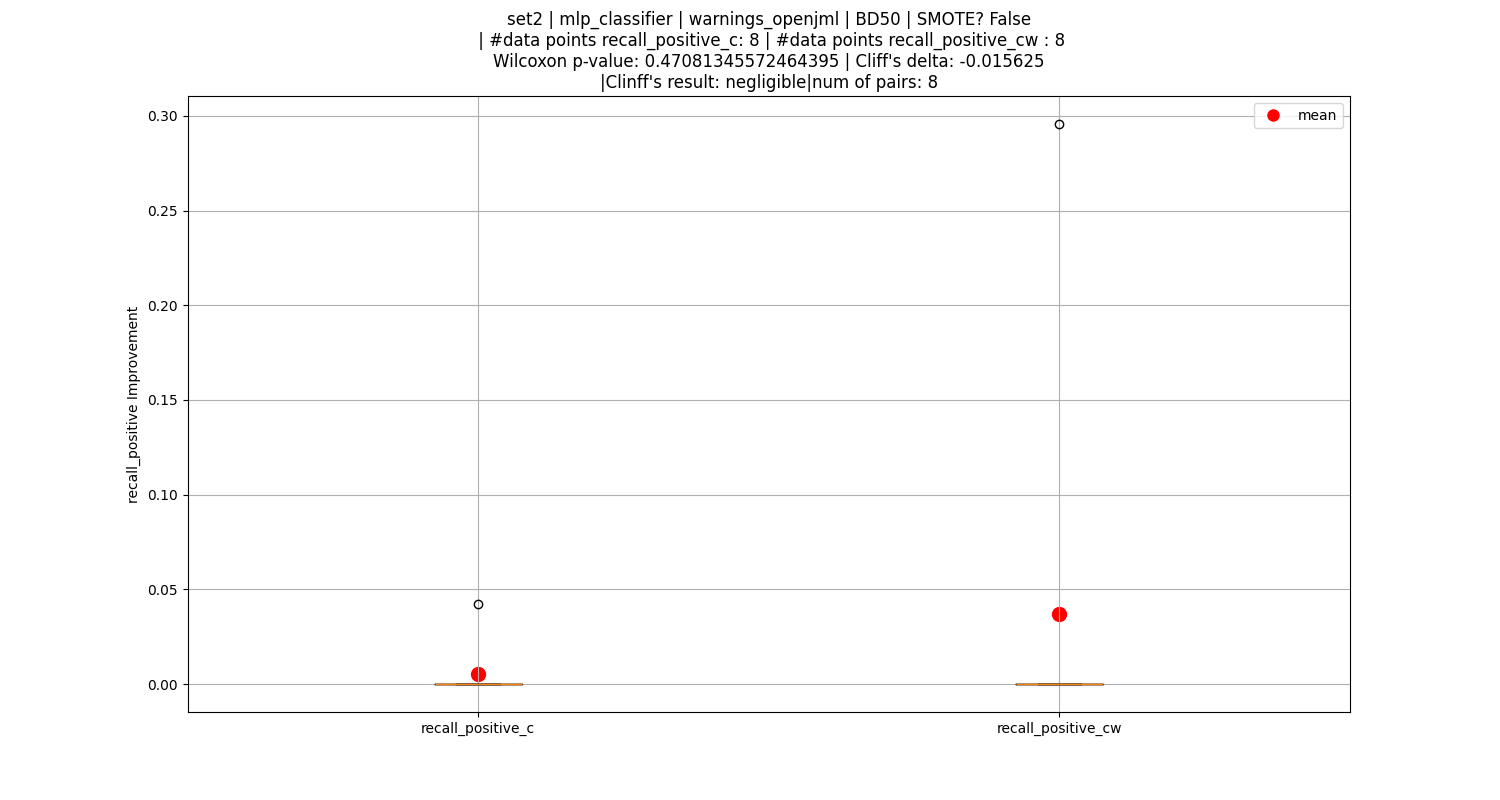 set2 | mlp_classifier | warnings_openjml | BD50 | SMOTE? False
| #data points recall_positive_c: 8 | #data points recall_positive_cw : 8
Wilcoxon p-value: 0.47081345572464395 | Cliff's delta: -0.015625
|Clinff's result: negligible|num of pairs: 8
mean
0.30
0.25
0.20
0.15
0.10
0.05
0.00
recall_positive Improvement
recall_positive_c
recall_positive_cw